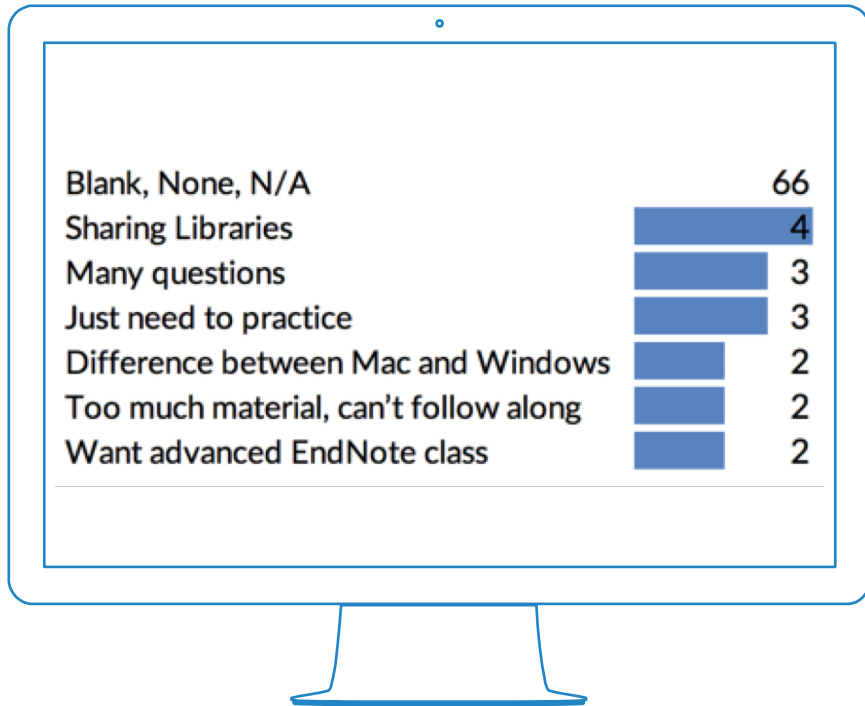 Blank, None, N/A 66
Sharing Libraries 4
Many questions 3
Just need to practice 3
Difference between Mac and Windows 2
Too much material, can’t follow along 2
Want advanced EndNote class 2